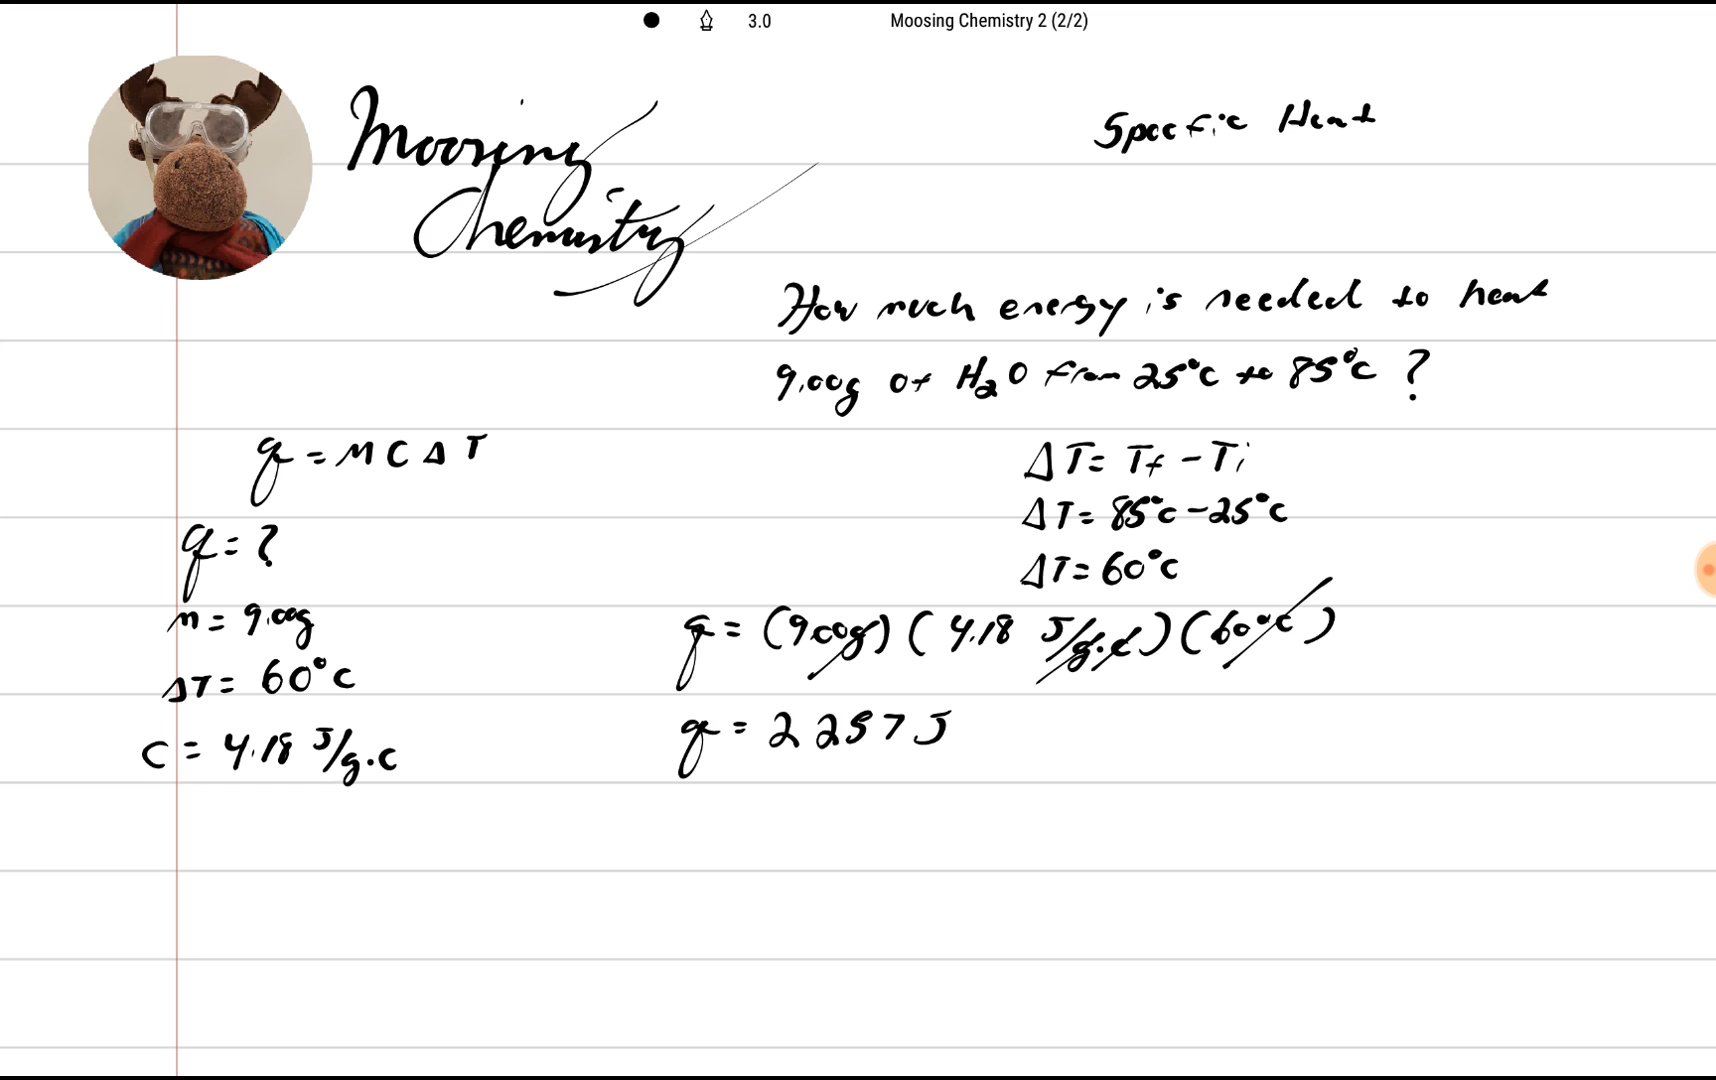 3.0 Moosing Chemistry 2 (2/2)
Moosing
Chemistry
Specfic Heat
How much energy is needed to heat
9.00g of H₂O from 25°C to 85°C ?
q = M C Δ T
q = ?
m = 9.00g
ΔT = 60°C
C = 4.18 J/g.c
ΔT = Tf - Ti
ΔT = 85°C - 25°C
ΔT = 60°C
q = (9.00g) (4.18 J/g.c) (60°C)
q = 2257 J